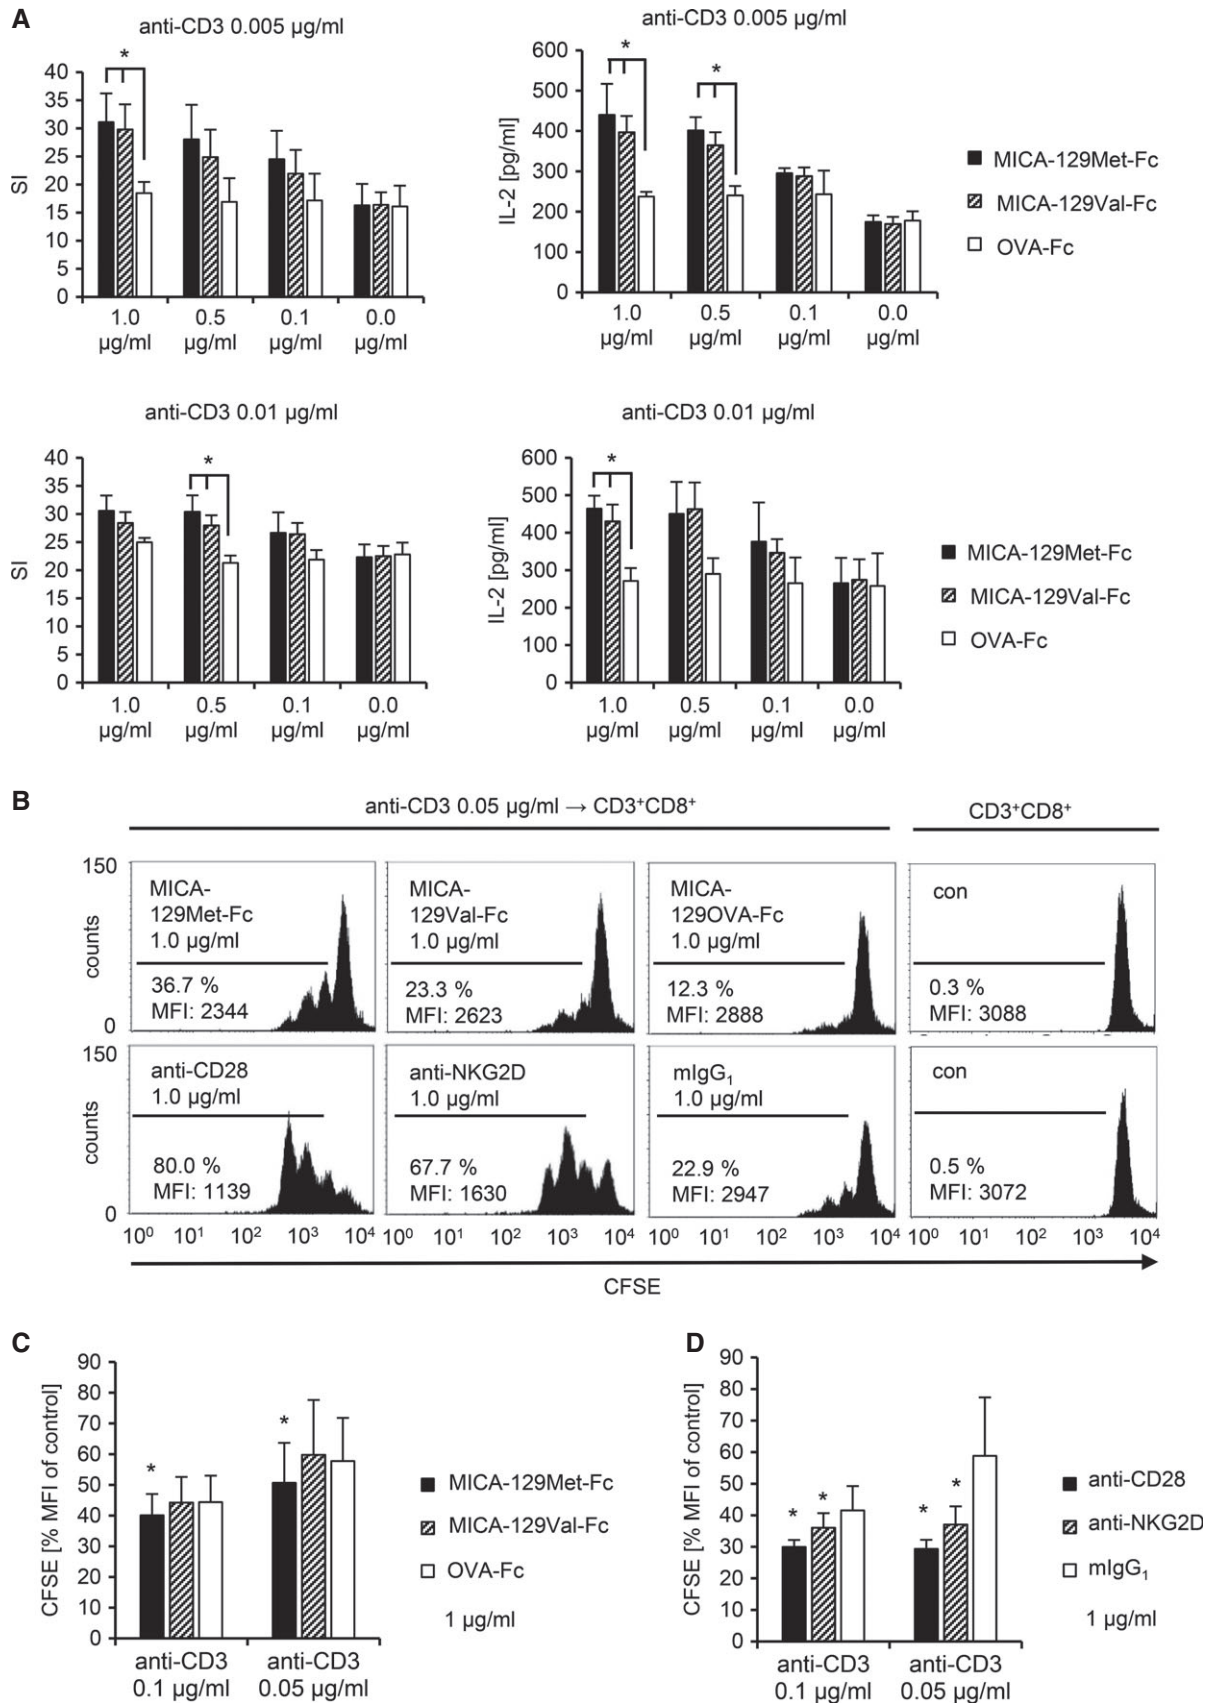 A
anti-CD3 0.005 µg/ml
anti-CD3 0.005 µg/ml
SI
40
35
30
25
20
15
10
5
0
*
1.0 0.5 0.1 0.0
µg/ml µg/ml µg/ml µg/ml
IL-2 [pg/ml]
600
500
400
300
200
100
0
*
*
1.0 0.5 0.1 0.0
µg/ml µg/ml µg/ml µg/ml
MICA-129Met-Fc
MICA-129Val-Fc
OVA-Fc
anti-CD3 0.01 µg/ml
anti-CD3 0.01 µg/ml
SI
40
35
30
25
20
15
10
5
0
*
1.0 0.5 0.1 0.0
µg/ml µg/ml µg/ml µg/ml
IL-2 [pg/ml]
600
500
400
300
200
100
0
*
1.0 0.5 0.1 0.0
µg/ml µg/ml µg/ml µg/ml
MICA-129Met-Fc
MICA-129Val-Fc
OVA-Fc
B
anti-CD3 0.05 µg/ml → CD3⁺CD8⁺
CD3⁺CD8⁺
150
counts
0
MICA-
129Met-Fc
1.0 µg/ml
36.7 %
MFI: 2344
MICA-
129Val-Fc
1.0 µg/ml
23.3 %
MFI: 2623
MICA-
129OVA-Fc
1.0 µg/ml
12.3 %
MFI: 2888
con
0.3 %
MFI: 3088
150
counts
0
anti-CD28
1.0 µg/ml
80.0 %
MFI: 1139
anti-NKG2D
1.0 µg/ml
67.7 %
MFI: 1630
mIgG₁
1.0 µg/ml
22.9 %
MFI: 2947
con
0.5 %
MFI: 3072
10⁰ 10¹ 10² 10³ 10⁴ 10⁰ 10¹ 10² 10³ 10⁴ 10⁰ 10¹ 10² 10³ 10⁴ 10⁰ 10¹ 10² 10³ 10⁴
CFSE
C
CFSE [% MFI of control]
90
80
70
60
50
40
30
20
10
0
*
*
anti-CD3 anti-CD3
0.1 µg/ml 0.05 µg/ml
MICA-129Met-Fc
MICA-129Val-Fc
OVA-Fc
1 µg/ml
D
CFSE [% MFI of control]
90
80
70
60
50
40
30
20
10
0
* *
* *
anti-CD3 anti-CD3
0.1 µg/ml 0.05 µg/ml
anti-CD28
anti-NKG2D
mIgG₁
1 µg/ml